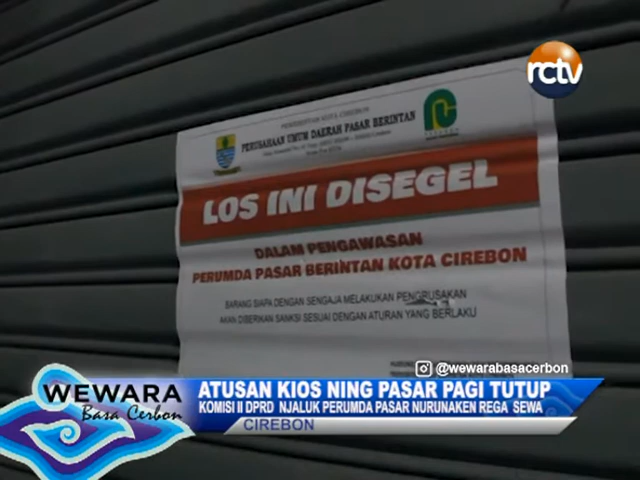 rctv
PEMERINTAH KOTA CIREBON
PERUSAHAAN UMUM DAERAH PASAR BERINTAN
LOS INI DISEGEL
DALAM PENGAWASAN
PERUMDA PASAR BERINTAN KOTA CIREBON
BARANG SIAPA DENGAN SENGAJA MELAKUKAN PENGRUSAKAN
AKAN DIBERIKAN SANKSI SESUAI DENGAN ATURAN YANG BERLAKU
@wewarabasacerbon
WEWARA
Basa Cerbon
ATUSAN KIOS NING PASAR PAGI TUTUP
KOMISI II DPRD NJALUK PERUMDA PASAR NURUNAKEN REGA SEWA
CIREBON